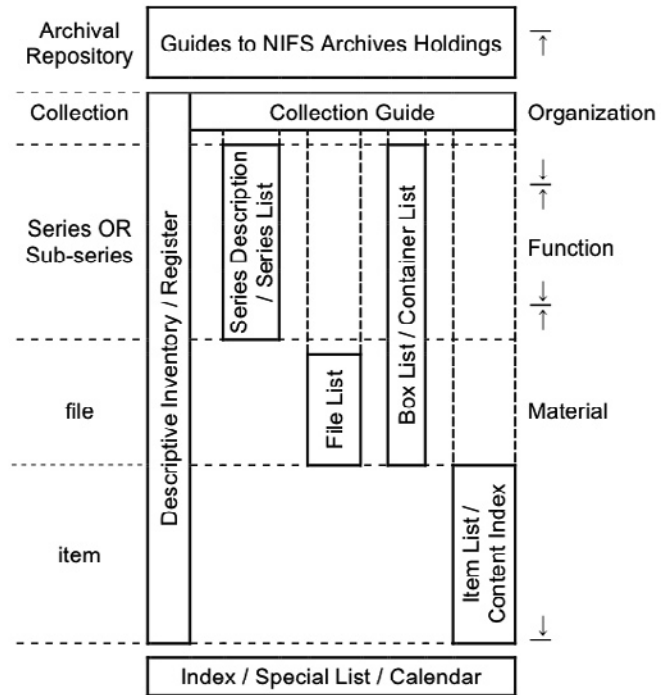 Archival
Repository
Guides to NIFS Archives Holdings
Collection
Collection Guide
Organization
Descriptive Inventory / Register
Series OR
Sub-series
Series Description
/ Series List
Box List / Container List
Function
file
File List
Material
item
Item List /
Content Index
Index / Special List / Calendar